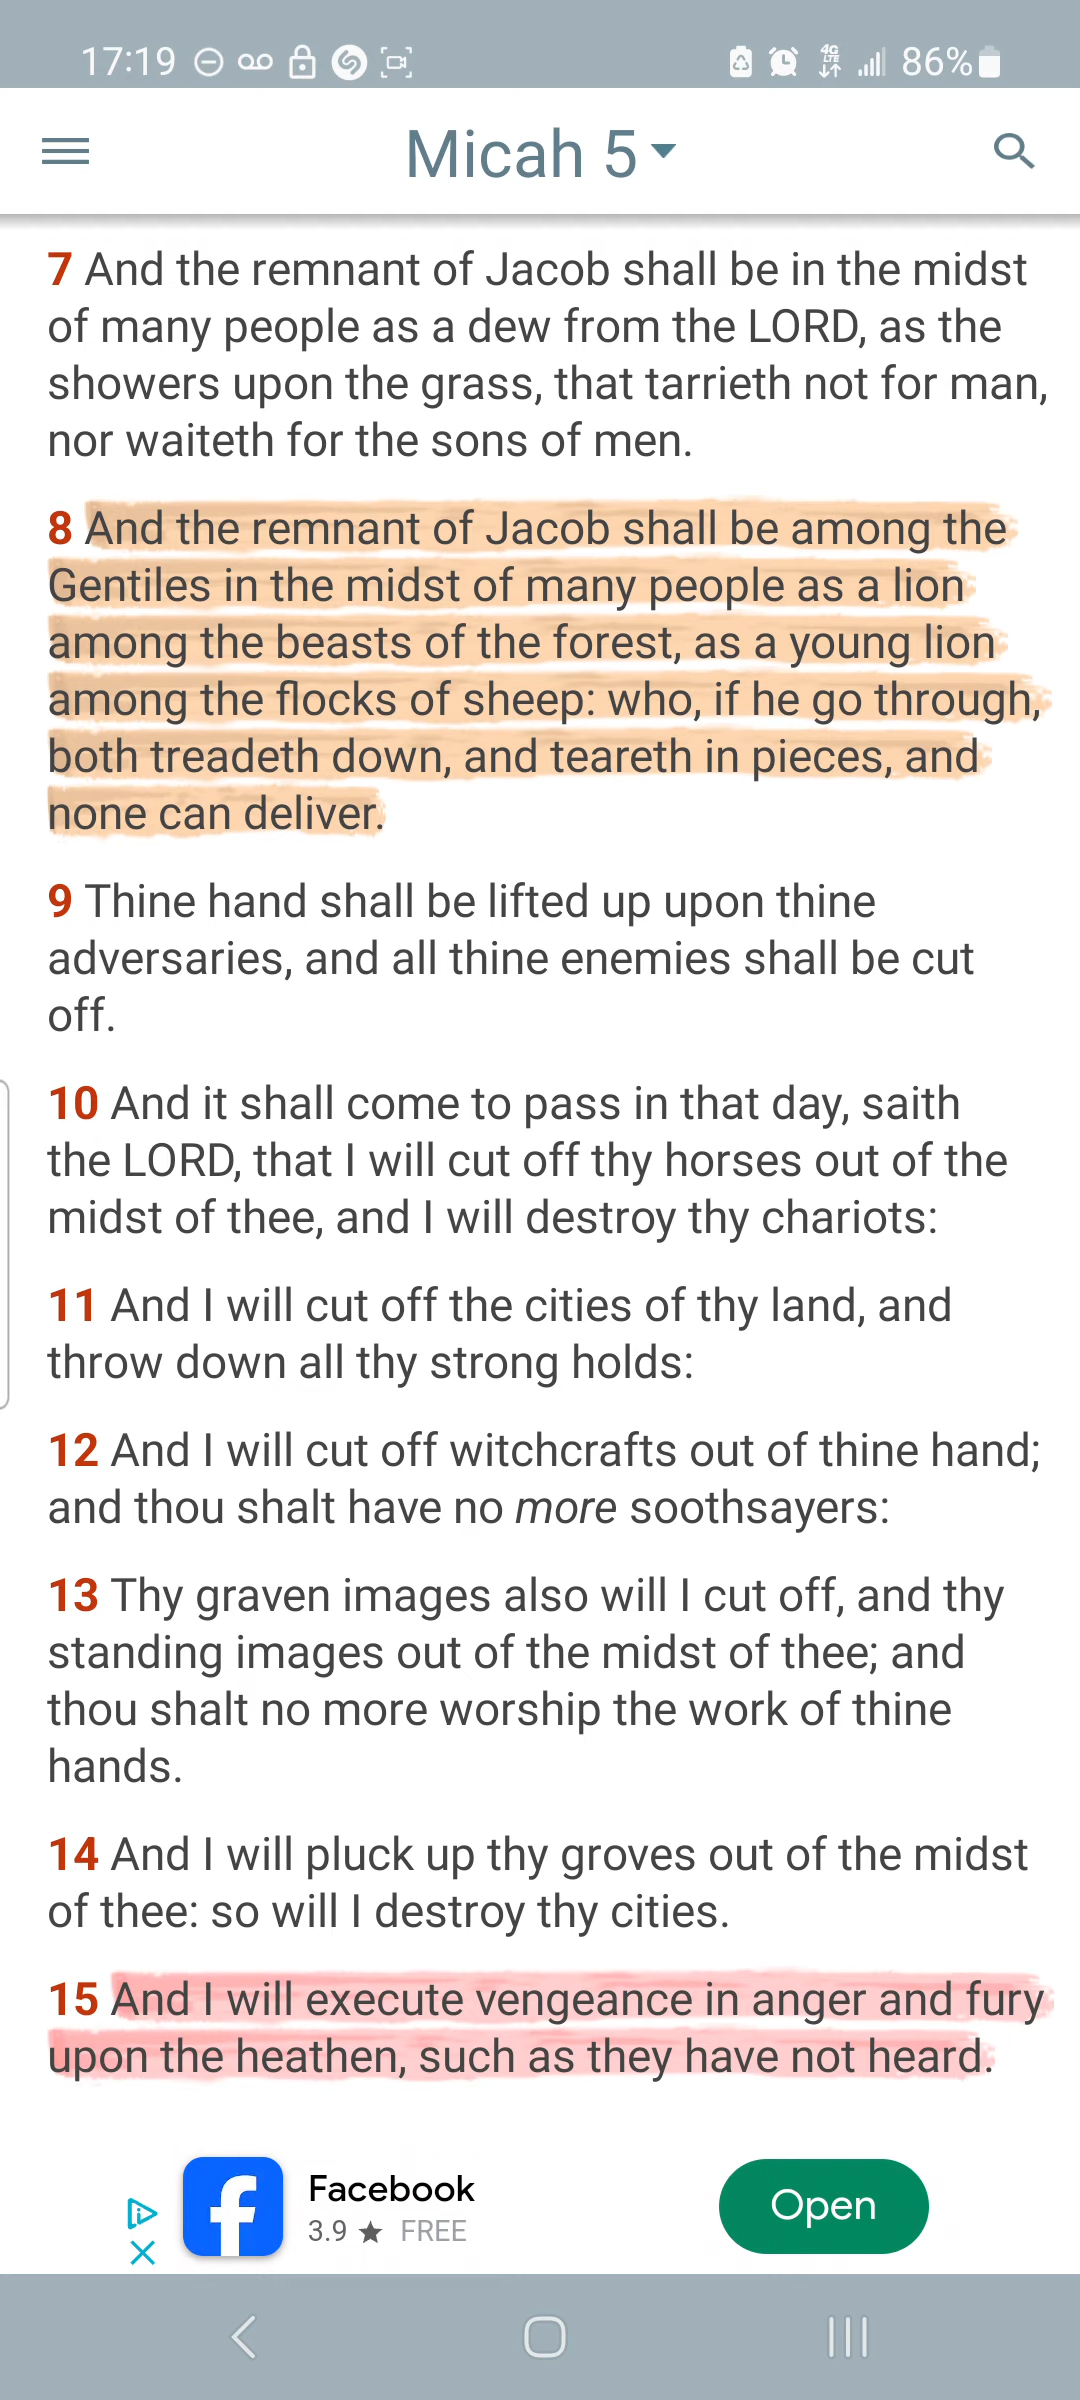 17:19
4G LTE 86%
Micah 5
7 And the remnant of Jacob shall be in the midst
of many people as a dew from the LORD, as the
showers upon the grass, that tarrieth not for man,
nor waiteth for the sons of men.
8 And the remnant of Jacob shall be among the
Gentiles in the midst of many people as a lion
among the beasts of the forest, as a young lion
among the flocks of sheep: who, if he go through,
both treadeth down, and teareth in pieces, and
none can deliver.
9 Thine hand shall be lifted up upon thine
adversaries, and all thine enemies shall be cut
off.
10 And it shall come to pass in that day, saith
the LORD, that I will cut off thy horses out of the
midst of thee, and I will destroy thy chariots:
11 And I will cut off the cities of thy land, and
throw down all thy strong holds:
12 And I will cut off witchcrafts out of thine hand;
and thou shalt have no more soothsayers:
13 Thy graven images also will I cut off, and thy
standing images out of the midst of thee; and
thou shalt no more worship the work of thine
hands.
14 And I will pluck up thy groves out of the midst
of thee: so will I destroy thy cities.
15 And I will execute vengeance in anger and fury
upon the heathen, such as they have not heard.
Facebook
3.9 ★ FREE
Open